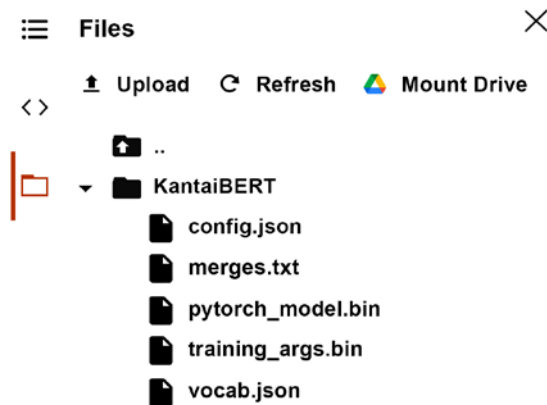 Files
Upload Refresh Mount Drive
..
KantaiBERT
config.json
merges.txt
pytorch_model.bin
training_args.bin
vocab.json